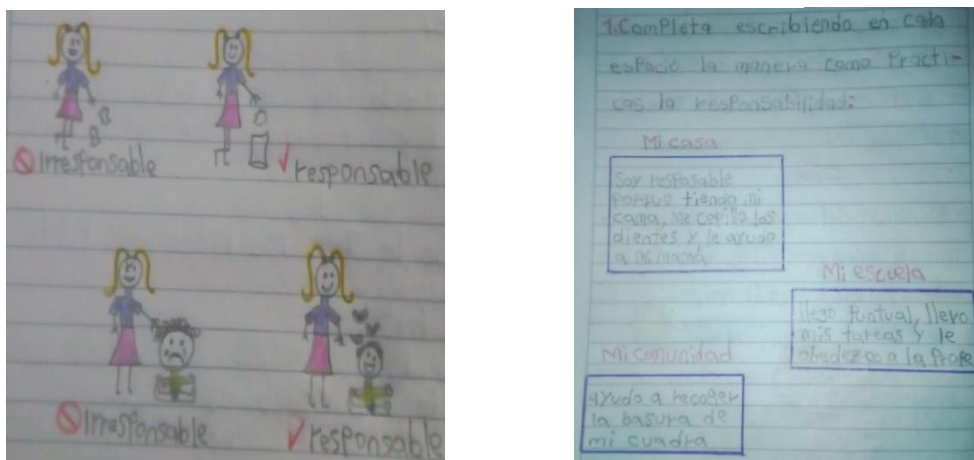 irresponsable
responsable
irresponsable
responsable
1. Completa escribiendo en cada
espacio la manera como Practi-
cas la responsabilidad:
Mi casa
Soy resposable
Porque tiendo mi
cama, me cepillo los
dientes y le ayudo
a mi mamá
Mi escuela
llego Puntual, llevo
mis tareas y le
obedezco a la Profe
Mi comunidad
ayudo a recoger
la basura de
mi cuadra